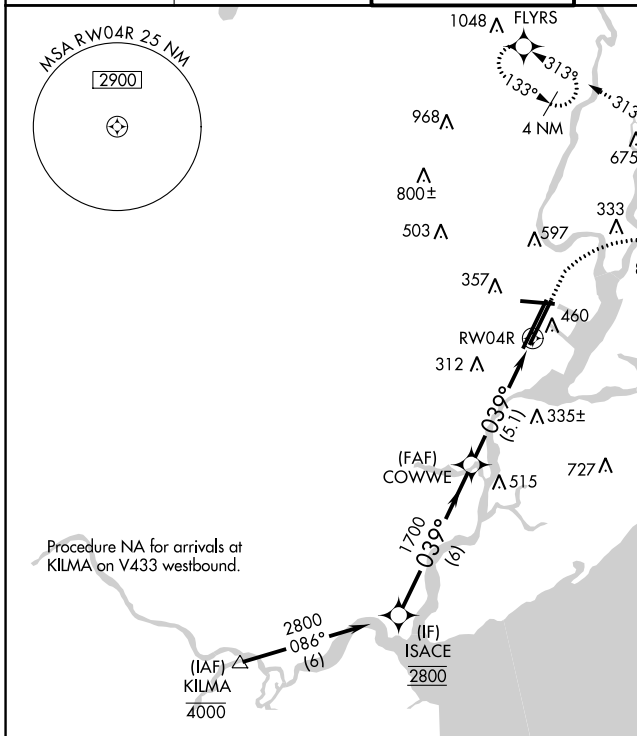 MSA RW04R 25 NM
2900
1048
FLYRS
313°
133°
4 NM
313
968
675
800±
503
597
333
357
460
RW04R
312
039°
(5.1)
335±
(FAF)
COWWE
515
727
1700
039°
(6)
Procedure NA for arrivals at
KILMA on V433 westbound.
2800
086°
(6)
(IAF)
KILMA
4000
(IF)
ISACE
2800